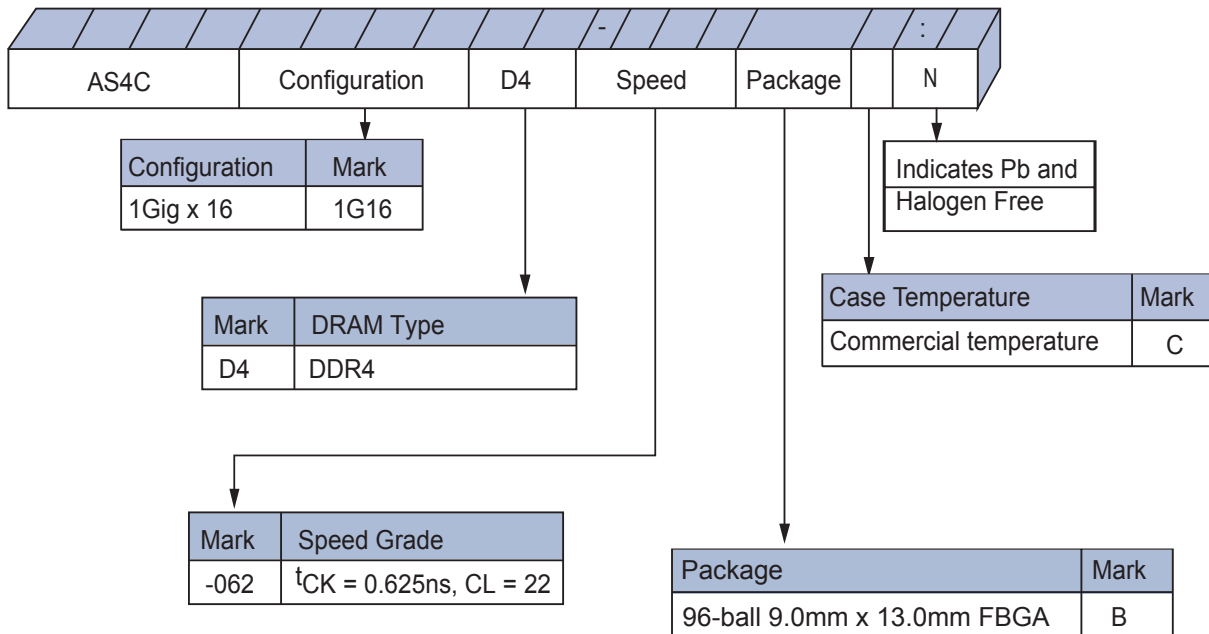 - :
AS4C Configuration D4 Speed Package N
Configuration Mark
1Gig x 16 1G16
Indicates Pb and
Halogen Free
Case Temperature Mark
Commercial temperature C
Mark DRAM Type
D4 DDR4
Mark Speed Grade
-062 tCK = 0.625ns, CL = 22
Package Mark
96-ball 9.0mm x 13.0mm FBGA B